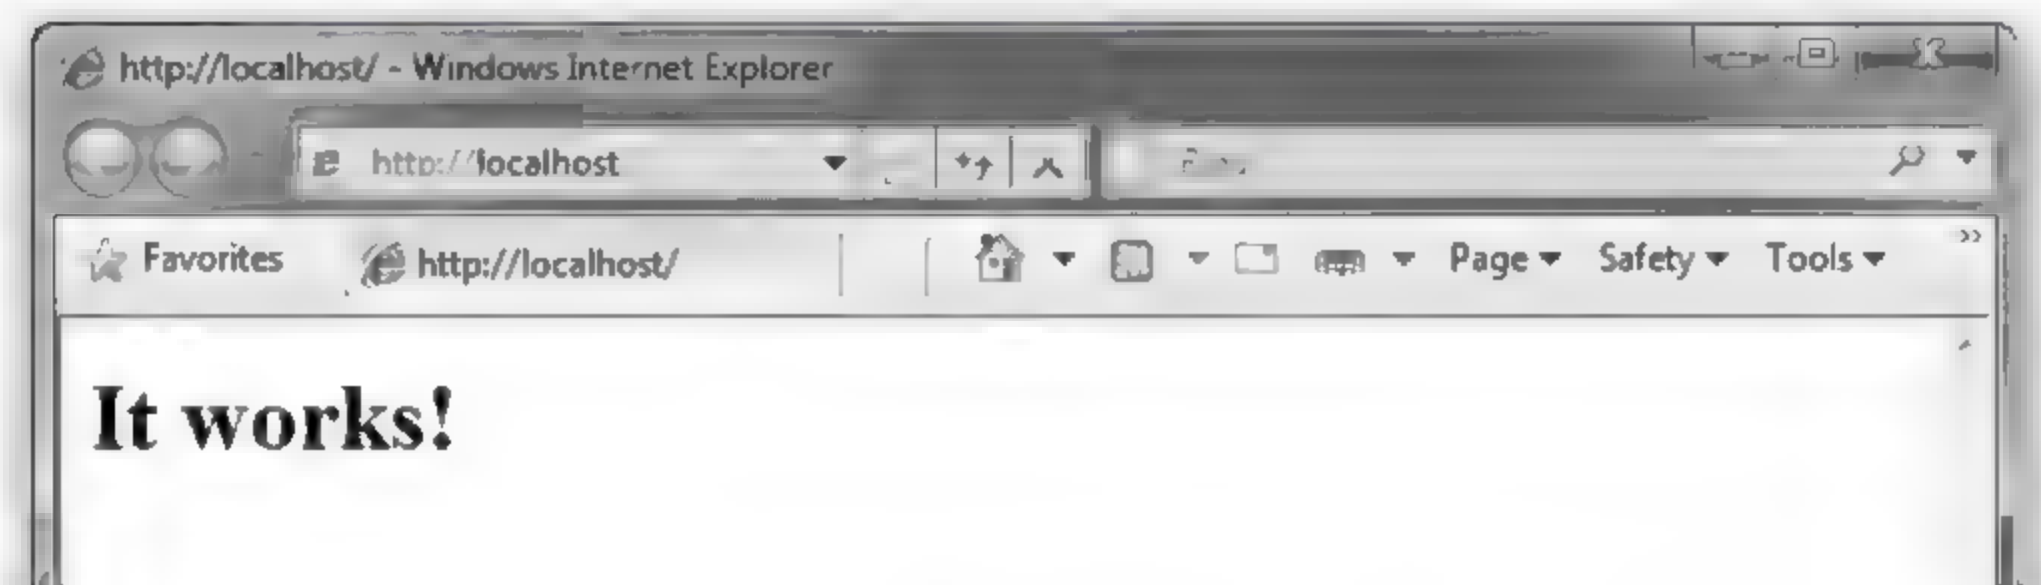 http://localhost/ - Windows Internet Explorer
http://localhost
Favorites http://localhost/ Page Safety Tools
It works!